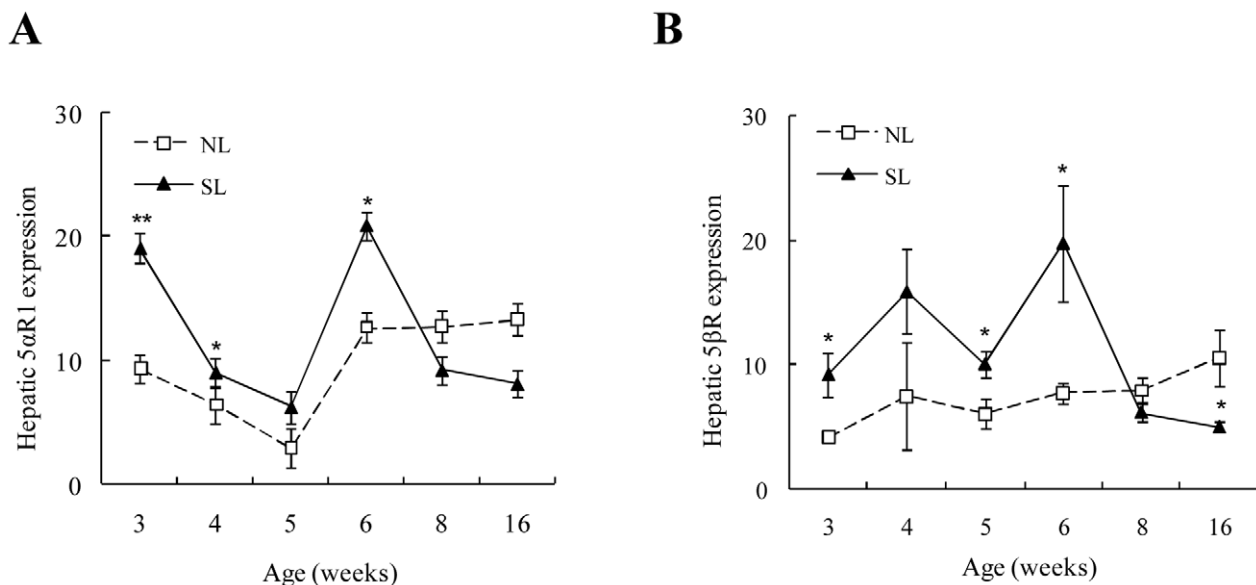 A
Hepatic 5αR1 expression
30
20
10
0
NL
SL
**
*
*
3 4 5 6 8 16
Age (weeks)
B
Hepatic 5βR expression
30
20
10
0
NL
SL
*
*
*
*
3 4 5 6 8 16
Age (weeks)